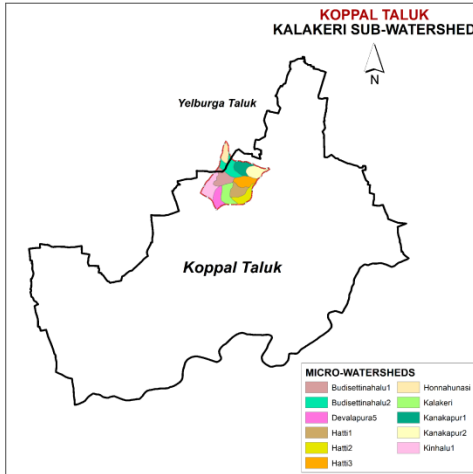 KOPPAL TALUK
KALAKERI SUB-WATERSHED
N
Yelburga Taluk
Koppal Taluk
MICRO-WATERSHEDS
Budisettinahalu1
Budisettinahalu2
Devalapura5
Hatti1
Hatti2
Hatti3
Honnahunasi
Kalakeri
Kanakapur1
Kanakapur2
Kinhalu1